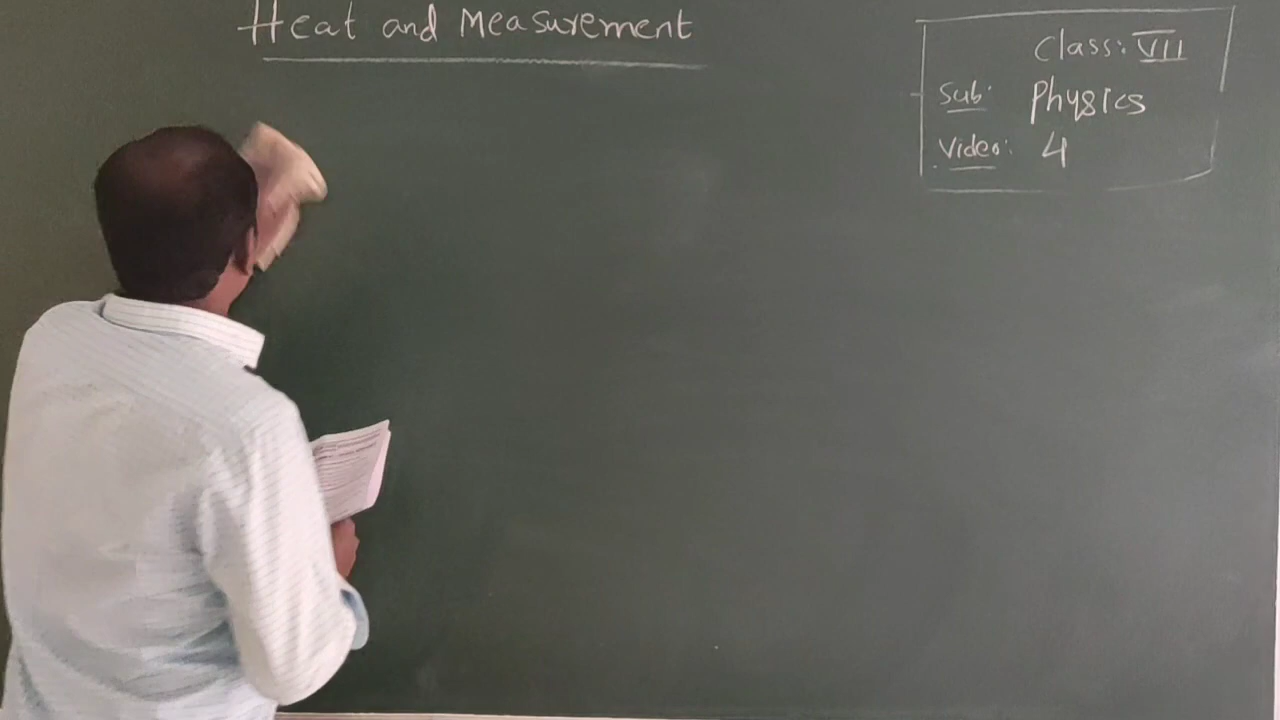 Heat and Measurement
Class: VII
Sub: Physics
Video: 4